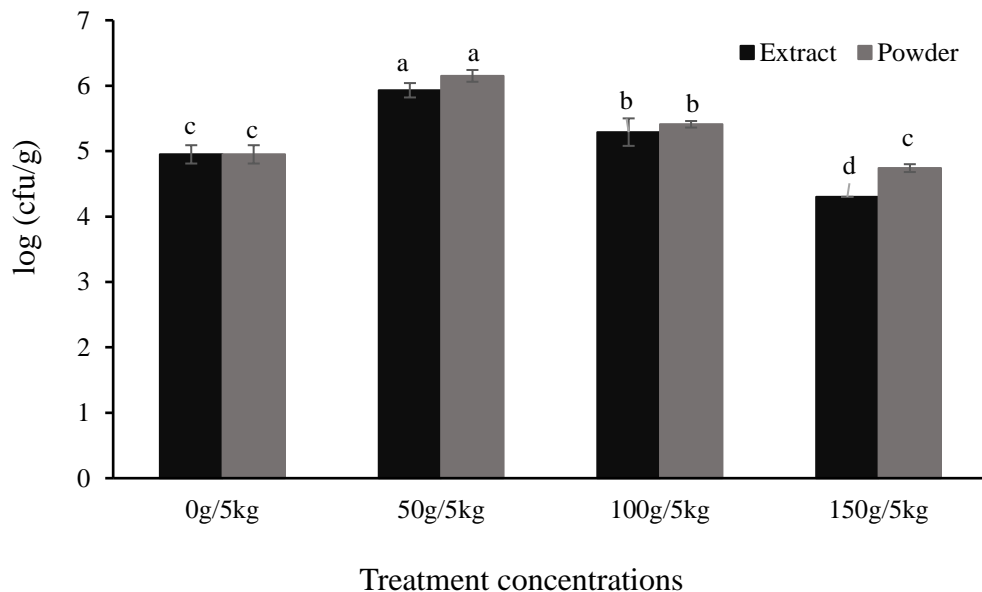 7
6
5
4
3
2
1
0
log (cfu/g)
Extract Powder
c c
a a
b b
d c
0g/5kg 50g/5kg 100g/5kg 150g/5kg
Treatment concentrations